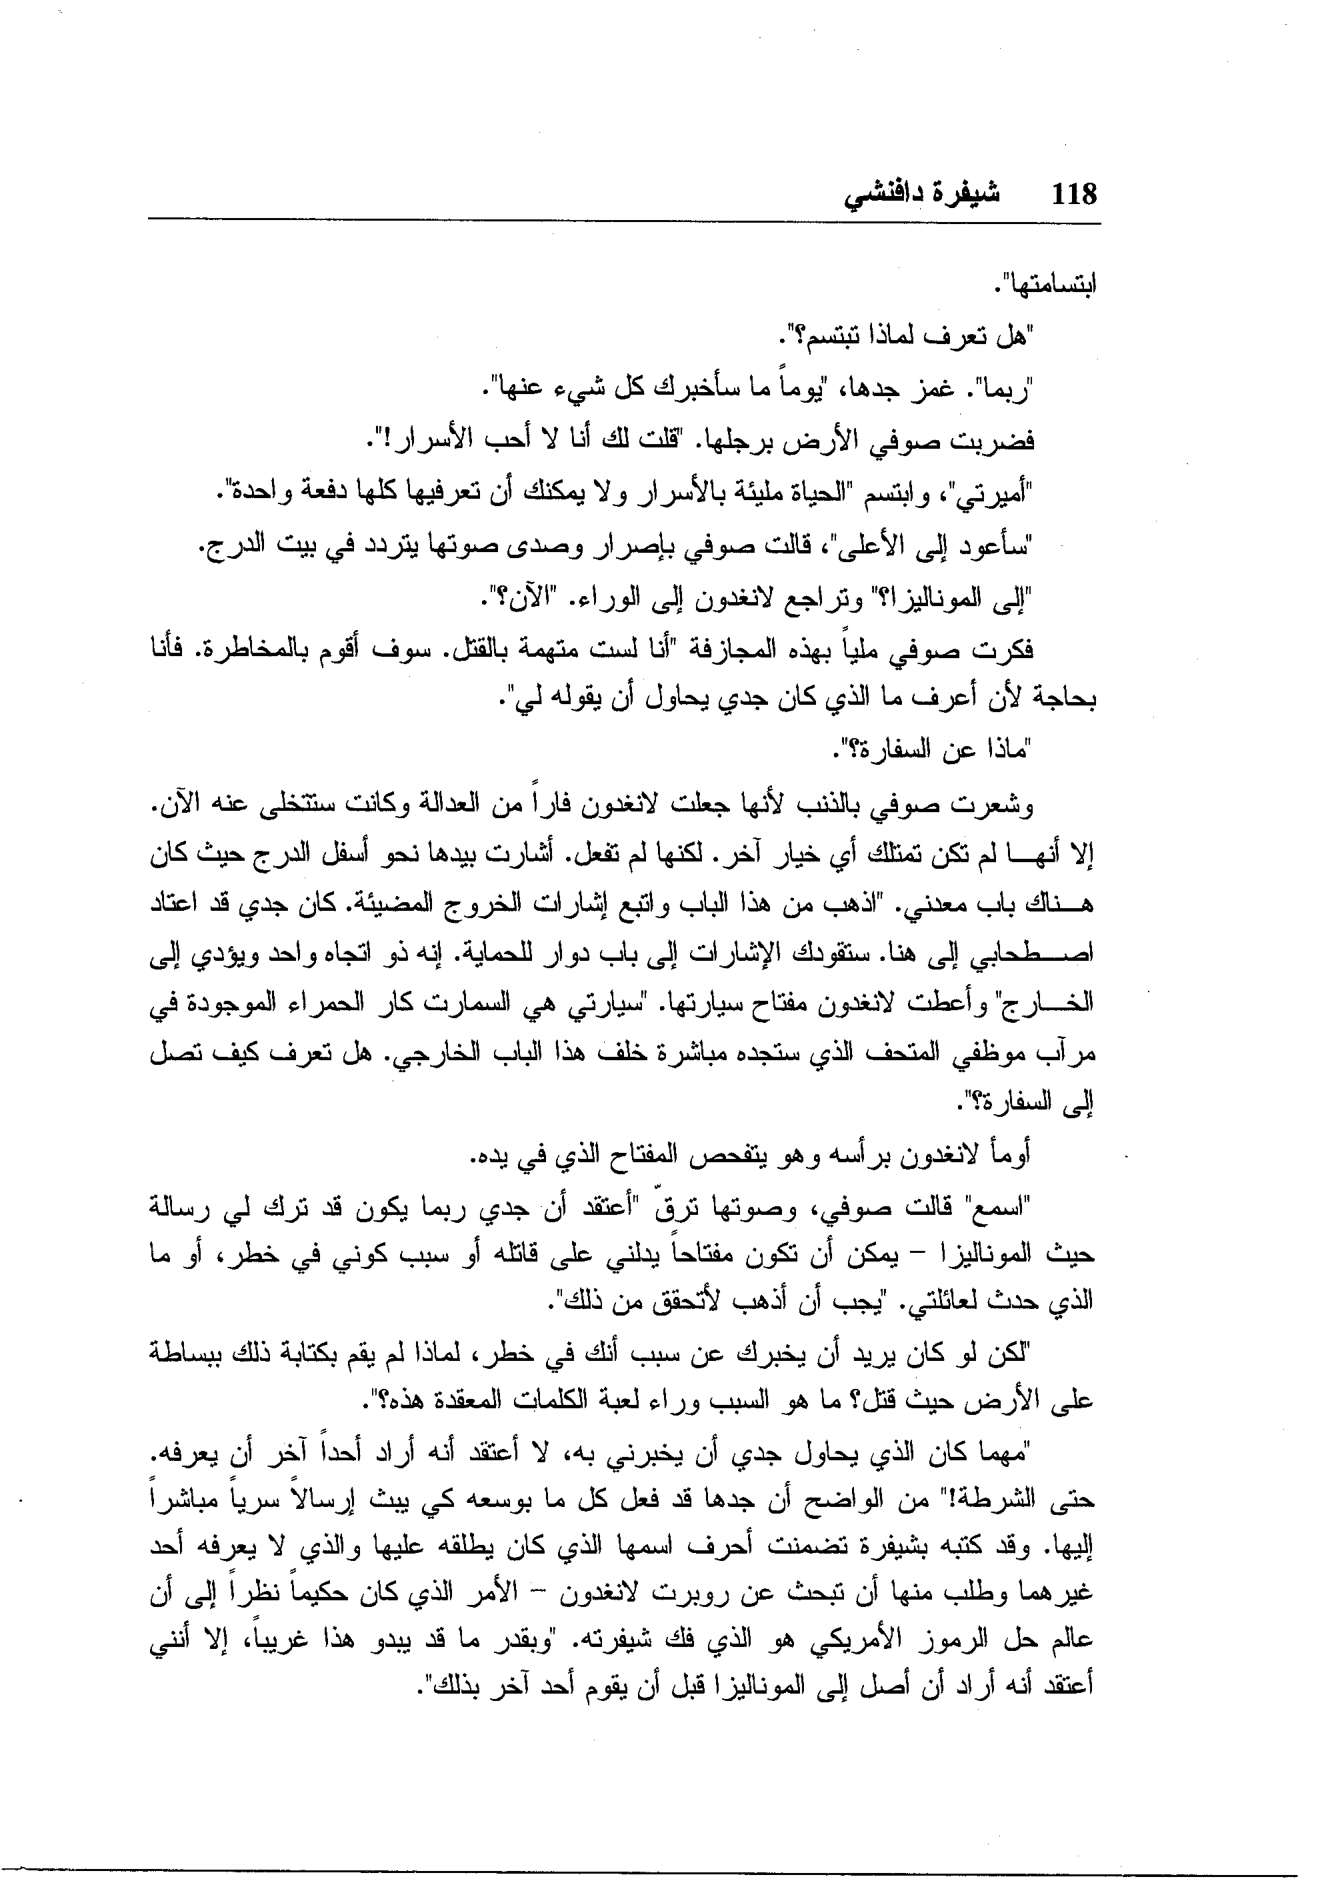 118 شيفرة دافنشي
ابتسامتها".
"هل تعرف لماذا تبتسم؟".
"ربما". غمز جدها، "يوماً ما سأخبرك كل شيء عنها".
فضربت صوفي الأرض برجلها. "قلت لك أنا لا أحب الأسرار!".
"أميرتي"، وابتسم "الحياة مليئة بالأسرار ولا يمكنك أن تعرفيها كلها دفعة واحدة".
"سأعود إلى الأعلى"، قالت صوفي بإصرار وصدى صوتها يتردد في بيت الدرج.
"إلى الموناليزا؟" وتراجع لانغدون إلى الوراء. "الآن؟".
فكرت صوفي ملياً بهذه المجازفة "أنا لست متهمة بالقتل. سوف أقوم بالمخاطرة. فأنا
بحاجة لأن أعرف ما الذي كان جدي يحاول أن يقوله لي".
"ماذا عن السفارة؟".
وشعرت صوفي بالذنب لأنها جعلت لانغدون فاراً من العدالة وكانت ستتخلى عنه الآن.
إلا أنهـــا لم تكن تمتلك أي خيار آخر. لكنها لم تفعل. أشارت بيدها نحو أسفل الدرج حيث كان
هـــناك باب معدني. "اذهب من هذا الباب واتبع إشارات الخروج المضيئة. كان جدي قد اعتاد
اصـــطحابي إلى هنا. ستقودك الإشارات إلى باب دوار للحماية. إنه ذو اتجاه واحد ويؤدي إلى
الخـــارج" وأعطت لانغدون مفتاح سيارتها. "سيارتي هي السمارت كار الحمراء الموجودة في
مرآب موظفي المتحف الذي ستجده مباشرة خلف هذا الباب الخارجي. هل تعرف كيف تصل
إلى السفارة؟".
أومأ لانغدون برأسه وهو يتفحص المفتاح الذي في يده.
"اسمع" قالت صوفي، وصوتها ترقّ "أعتقد أن جدي ربما يكون قد ترك لي رسالة
حيث الموناليزا – يمكن أن تكون مفتاحاً يدلني على قاتله أو سبب كوني في خطر، أو ما
الذي حدث لعائلتي. "يجب أن أذهب لأتحقق من ذلك".
"لكن لو كان يريد أن يخبرك عن سبب أنك في خطر، لماذا لم يقم بكتابة ذلك ببساطة
على الأرض حيث قتل؟ ما هو السبب وراء لعبة الكلمات المعقدة هذه؟".
"مهما كان الذي يحاول جدي أن يخبرني به، لا أعتقد أنه أراد أحداً آخر أن يعرفه.
حتى الشرطة!" من الواضح أن جدها قد فعل كل ما بوسعه كي يبث إرسالاً سرياً مباشراً
إليها. وقد كتبه بشيفرة تضمنت أحرف اسمها الذي كان يطلقه عليها والذي لا يعرفه أحد
غيرهما وطلب منها أن تبحث عن روبرت لانغدون – الأمر الذي كان حكيماً نظراً إلى أن
عالم حل الرموز الأمريكي هو الذي فك شيفرته. "وبقدر ما قد يبدو هذا غريباً، إلا أنني
أعتقد أنه أراد أن أصل إلى الموناليزا قبل أن يقوم أحد آخر بذلك".